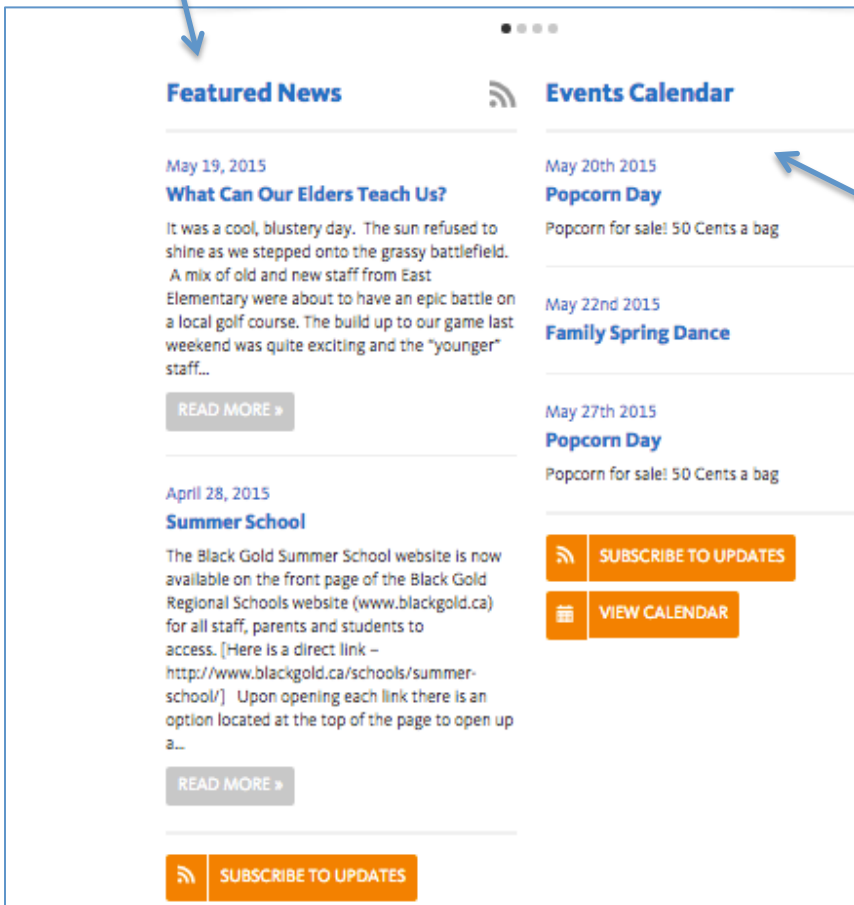 Featured News
May 19, 2015
What Can Our Elders Teach Us?
It was a cool, blustery day.  The sun refused to
shine as we stepped onto the grassy battlefield.
A mix of old and new staff from East
Elementary were about to have an epic battle on
a local golf course. The build up to our game last
weekend was quite exciting and the "younger"
staff...
READ MORE »
April 28, 2015
Summer School
The Black Gold Summer School website is now
available on the front page of the Black Gold
Regional Schools website (www.blackgold.ca)
for all staff, parents and students to
access. [Here is a direct link –
http://www.blackgold.ca/schools/summer-
school/]   Upon opening each link there is an
option located at the top of the page to open up
a...
READ MORE »
SUBSCRIBE TO UPDATES
Events Calendar
May 20th 2015
Popcorn Day
Popcorn for sale! 50 Cents a bag
May 22nd 2015
Family Spring Dance
May 27th 2015
Popcorn Day
Popcorn for sale! 50 Cents a bag
SUBSCRIBE TO UPDATES
VIEW CALENDAR